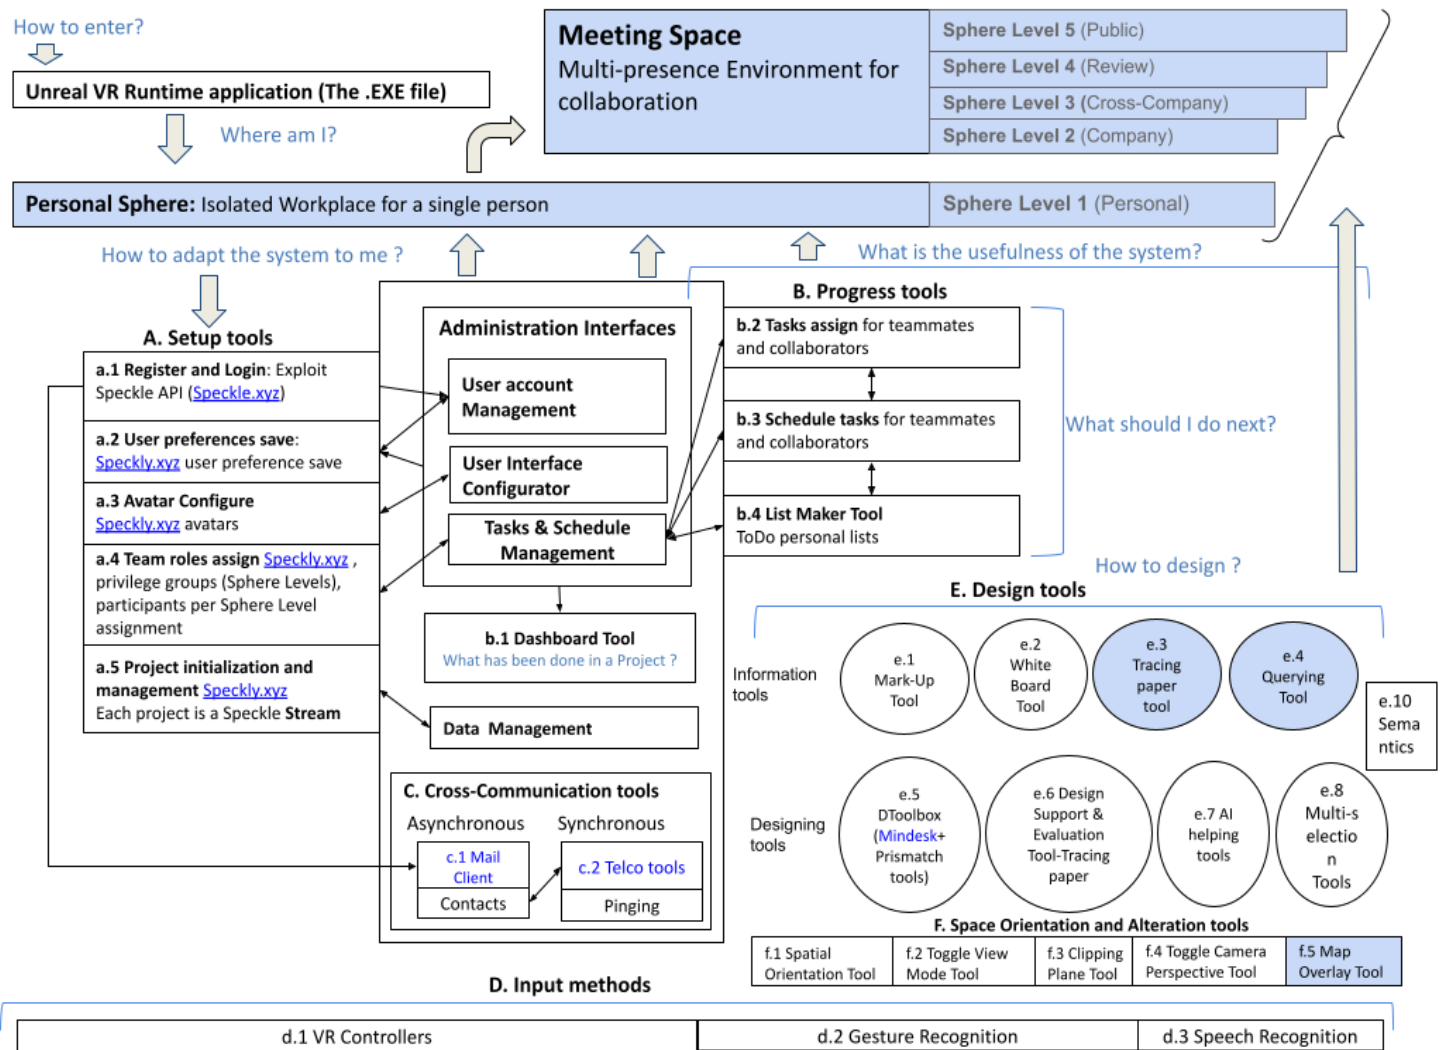 How to enter?
Unreal VR Runtime application (The .EXE file)
Where am I?
Meeting Space
Multi-presence Environment for
collaboration
Sphere Level 5 (Public)
Sphere Level 4 (Review)
Sphere Level 3 (Cross-Company)
Sphere Level 2 (Company)
Personal Sphere: Isolated Workplace for a single person
Sphere Level 1 (Personal)
How to adapt the system to me ?
What is the usefulness of the system?
A. Setup tools
a.1 Register and Login: Exploit
Speckle API (Speckle.xyz)
a.2 User preferences save:
Speckly.xyz user preference save
a.3 Avatar Configure
Speckly.xyz avatars
a.4 Team roles assign Speckly.xyz ,
privilege groups (Sphere Levels),
participants per Sphere Level
assignment
a.5 Project initialization and
management Speckly.xyz
Each project is a Speckle Stream
Administration Interfaces
User account
Management
User Interface
Configurator
Tasks & Schedule
Management
b.1 Dashboard Tool
What has been done in a Project ?
Data Management
C. Cross-Communication tools
Asynchronous
Synchronous
c.1 Mail
Client
Contacts
c.2 Telco tools
Pinging
B. Progress tools
b.2 Tasks assign for teammates
and collaborators
b.3 Schedule tasks for teammates
and collaborators
b.4 List Maker Tool
ToDo personal lists
What should I do next?
How to design ?
E. Design tools
Information
tools
e.1
Mark-Up
Tool
e.2
White
Board
Tool
e.3
Tracing
paper
tool
e.4
Querying
Tool
e.10
Sema
ntics
Designing
tools
e.5
DToolbox
(Mindesk+
Prismatch
tools)
e.6 Design
Support &
Evaluation
Tool-Tracing
paper
e.7 AI
helping
tools
e.8
Multi-s
electio
n
Tools
F. Space Orientation and Alteration tools
f.1 Spatial
Orientation Tool
f.2 Toggle View
Mode Tool
f.3 Clipping
Plane Tool
f.4 Toggle Camera
Perspective Tool
f.5 Map
Overlay Tool
D. Input methods
d.1 VR Controllers
d.2 Gesture Recognition
d.3 Speech Recognition